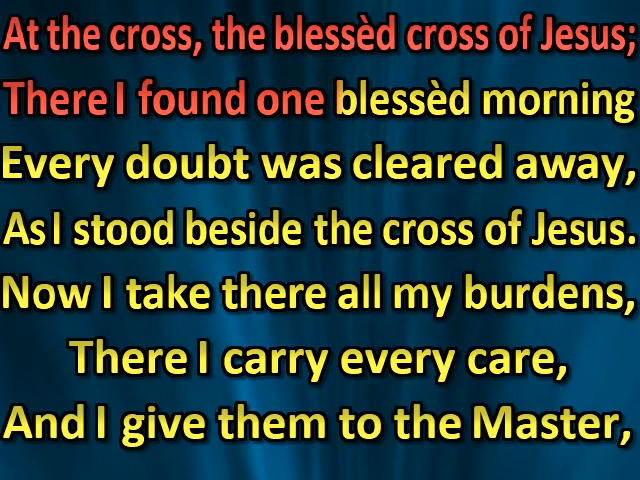 At the cross, the blessèd cross of Jesus;
There I found one blessèd morning
Every doubt was cleared away,
As I stood beside the cross of Jesus.
Now I take there all my burdens,
There I carry every care,
And I give them to the Master,